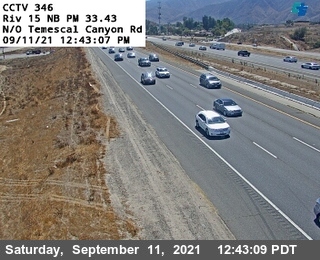 CCTV 346
Riv 15 NB PM 33.43
N/O Temescal Canyon Rd
09/11/21 12:43:07 PM
Saturday, September 11, 2021 12:43:09 PDT